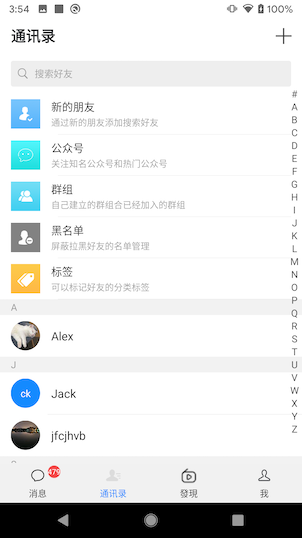 3:54
100%
通讯录
搜索好友
新的朋友
通过新的朋友添加搜索好友
公众号
关注知名公众号和热门公众号
群组
自己建立的群组合已经加入的群组
黑名单
屏蔽拉黑好友的名单管理
标签
可以标记好友的分类标签
A
Alex
J
ck
Jack
jfcjhvb
#
A
B
C
D
E
F
G
H
I
J
K
L
M
N
O
P
Q
R
S
T
U
V
W
X
Y
Z
479
消息
通讯录
發現
我